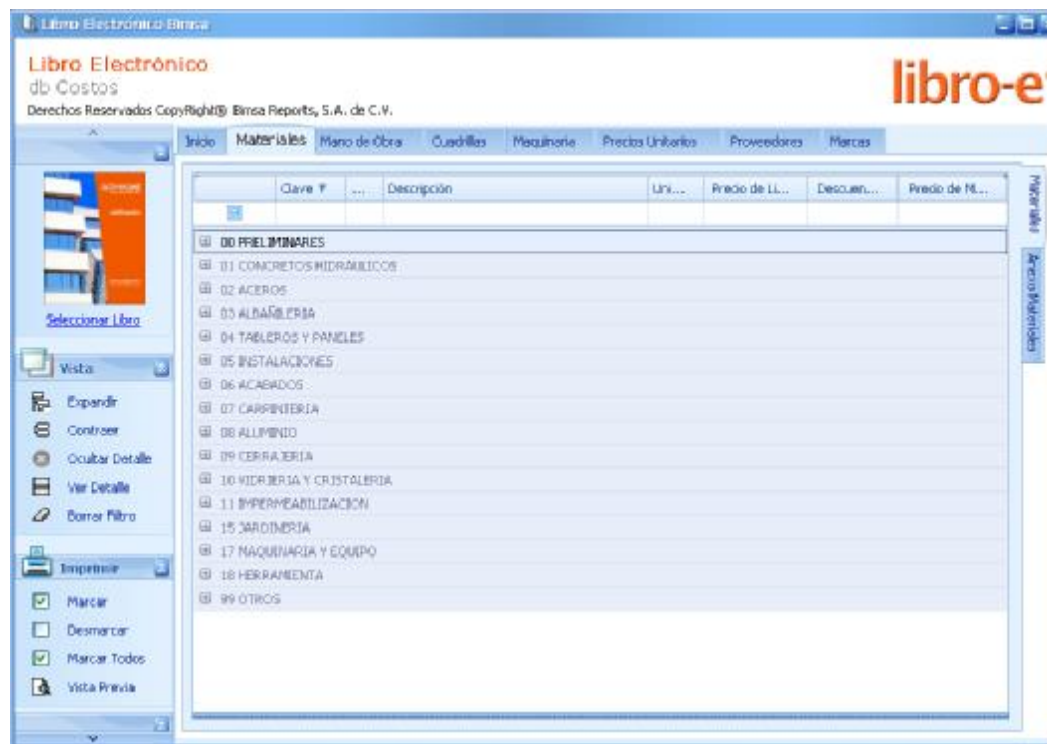 Libro Electrónico Bimsa
Libro Electrónico
db Costos
Derechos Reservados CopyRight® Bimsa Reports, S.A. de C.V.
libro-e
Inicio Materiales Mano de Obra Cuadrillas Maquinaria Precios Unitarios Proveedores Marcas
Clave ... Descripción Uni... Precio de Li... Descuen... Precio de M...
00 PRELIMINARES
01 CONCRETOS HIDRAULICOS
02 ACEROS
03 ALBAÑILERIA
04 TABLEROS Y PANELES
05 INSTALACIONES
06 ACABADOS
07 CARPINTERIA
08 ALUMINIO
09 CERRAJERIA
10 VIDRIERIA Y CRISTALERIA
11 IMPERMEABILIZACION
15 JARDINERIA
17 MAQUINARIA Y EQUIPO
18 HERRAMIENTA
99 OTROS
Seleccionar Libro
Vista
Expandir
Contraer
Ocultar Detalle
Ver Detalle
Borrar Filtro
Imprimir
Marcar
Desmarcar
Marcar Todos
Vista Previa
Materiales
Anexo Materiales